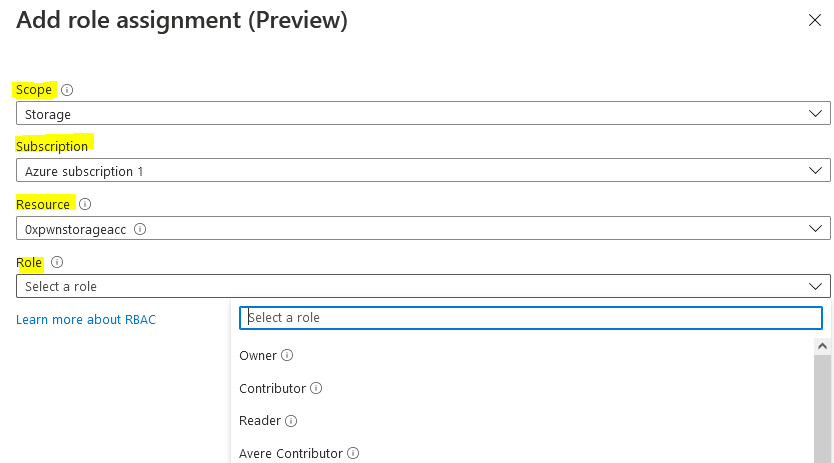 Add role assignment (Preview)
Scope
Storage
Subscription
Azure subscription 1
Resource
0xpwnstorageacc
Role
Select a role
Learn more about RBAC
Select a role
Owner
Contributor
Reader
Avere Contributor